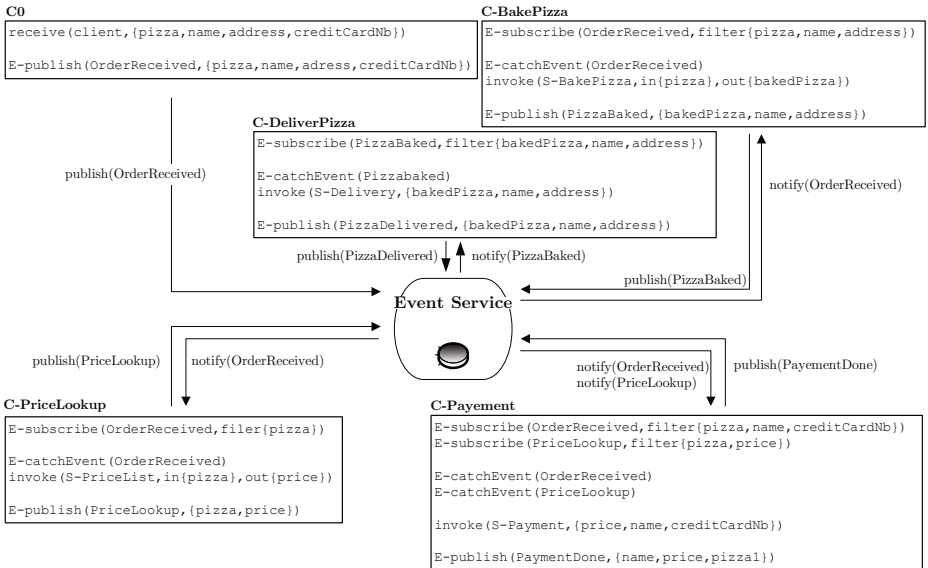 C0
receive(client,{pizza,name,address,creditCardNb})
E-publish(OrderReceived,{pizza,name,adress,creditCardNb})
C-BakePizza
E-subscribe(OrderReceived,filter{pizza,name,address})
E-catchEvent(OrderReceived)
invoke(S-BakePizza,in{pizza},out{bakedPizza})
E-publish(PizzaBaked,{bakedPizza,name,address})
C-DeliverPizza
E-subscribe(PizzaBaked,filter{bakedPizza,name,address})
E-catchEvent(Pizzabaked)
invoke(S-Delivery,{bakedPizza,name,address})
E-publish(PizzaDelivered,{bakedPizza,name,address})
publish(OrderReceived)
notify(OrderReceived)
publish(PizzaDelivered)
notify(PizzaBaked)
publish(PizzaBaked)
Event Service
publish(PriceLookup)
notify(OrderReceived)
notify(OrderReceived)
notify(PriceLookup)
publish(PayementDone)
C-PriceLookup
E-subscribe(OrderReceived,filer{pizza})
E-catchEvent(OrderReceived)
invoke(S-PriceList,in{pizza},out{price})
E-publish(PriceLookup,{pizza,price})
C-Payement
E-subscribe(OrderReceived,filter{pizza,name,creditCardNb})
E-subscribe(PriceLookup,filter{pizza,price})
E-catchEvent(OrderReceived)
E-catchEvent(PriceLookup)
invoke(S-Payment,{price,name,creditCardNb})
E-publish(PaymentDone,{name,price,pizza1})